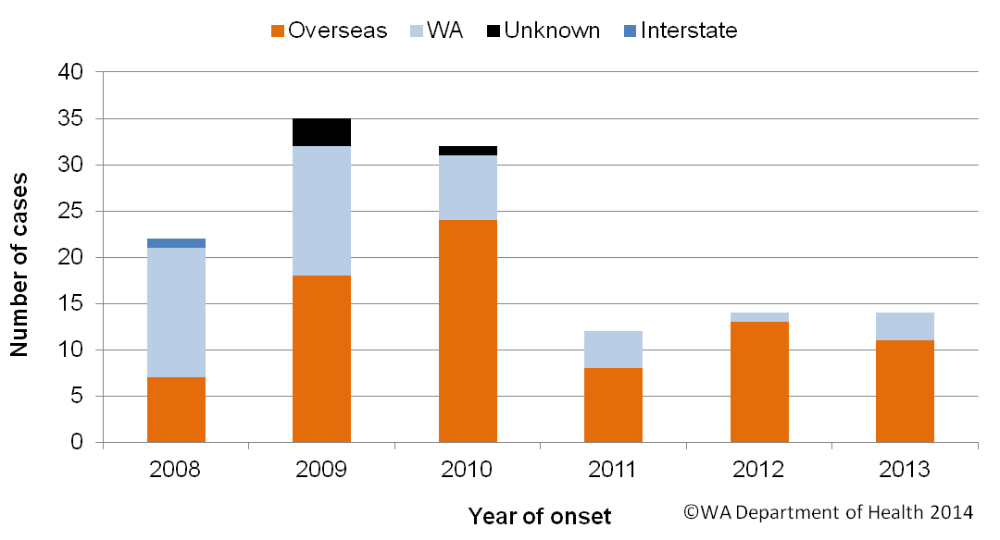 Overseas WA Unknown Interstate
40
35
30
25
20
15
10
5
0
Number of cases
2008 2009 2010 2011 2012 2013
Year of onset
©WA Department of Health 2014